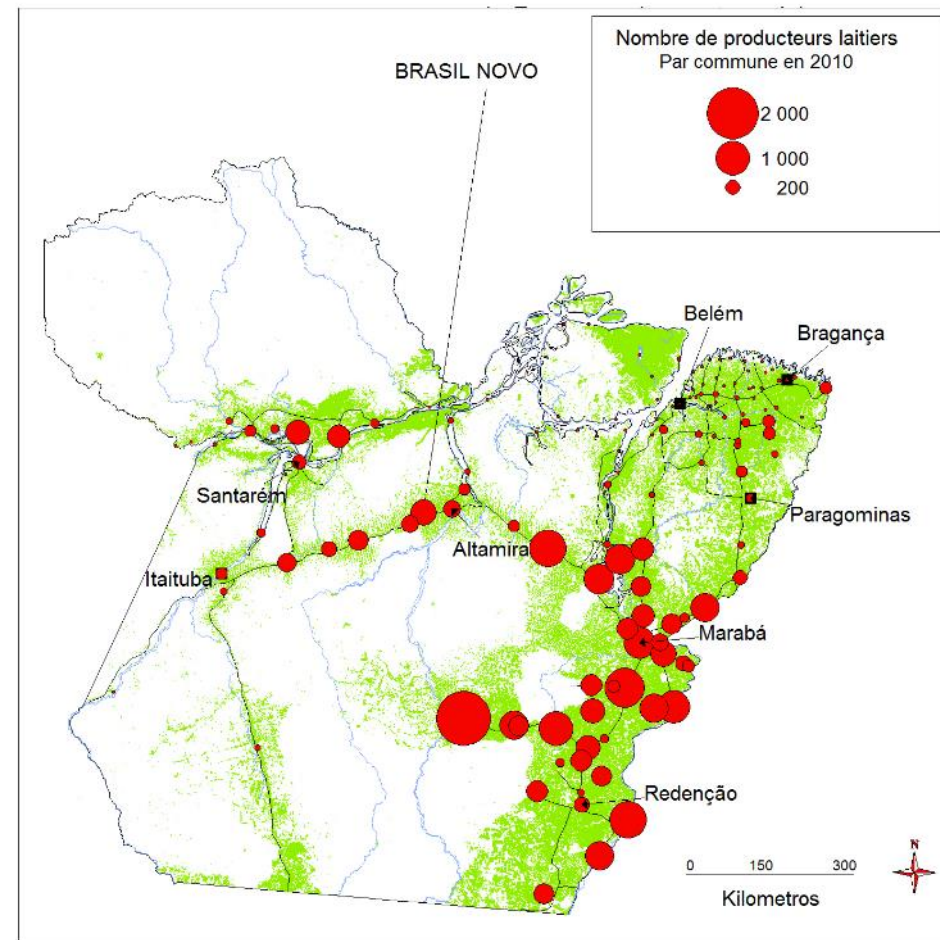 Nombre de producteurs laitiers
Par commune en 2010
2 000
1 000
200
BRASIL NOVO
Belém
Bragança
Santarém
Paragominas
Altamira
Itaituba
Marabá
Redenção
N
0 150 300
Kilometros